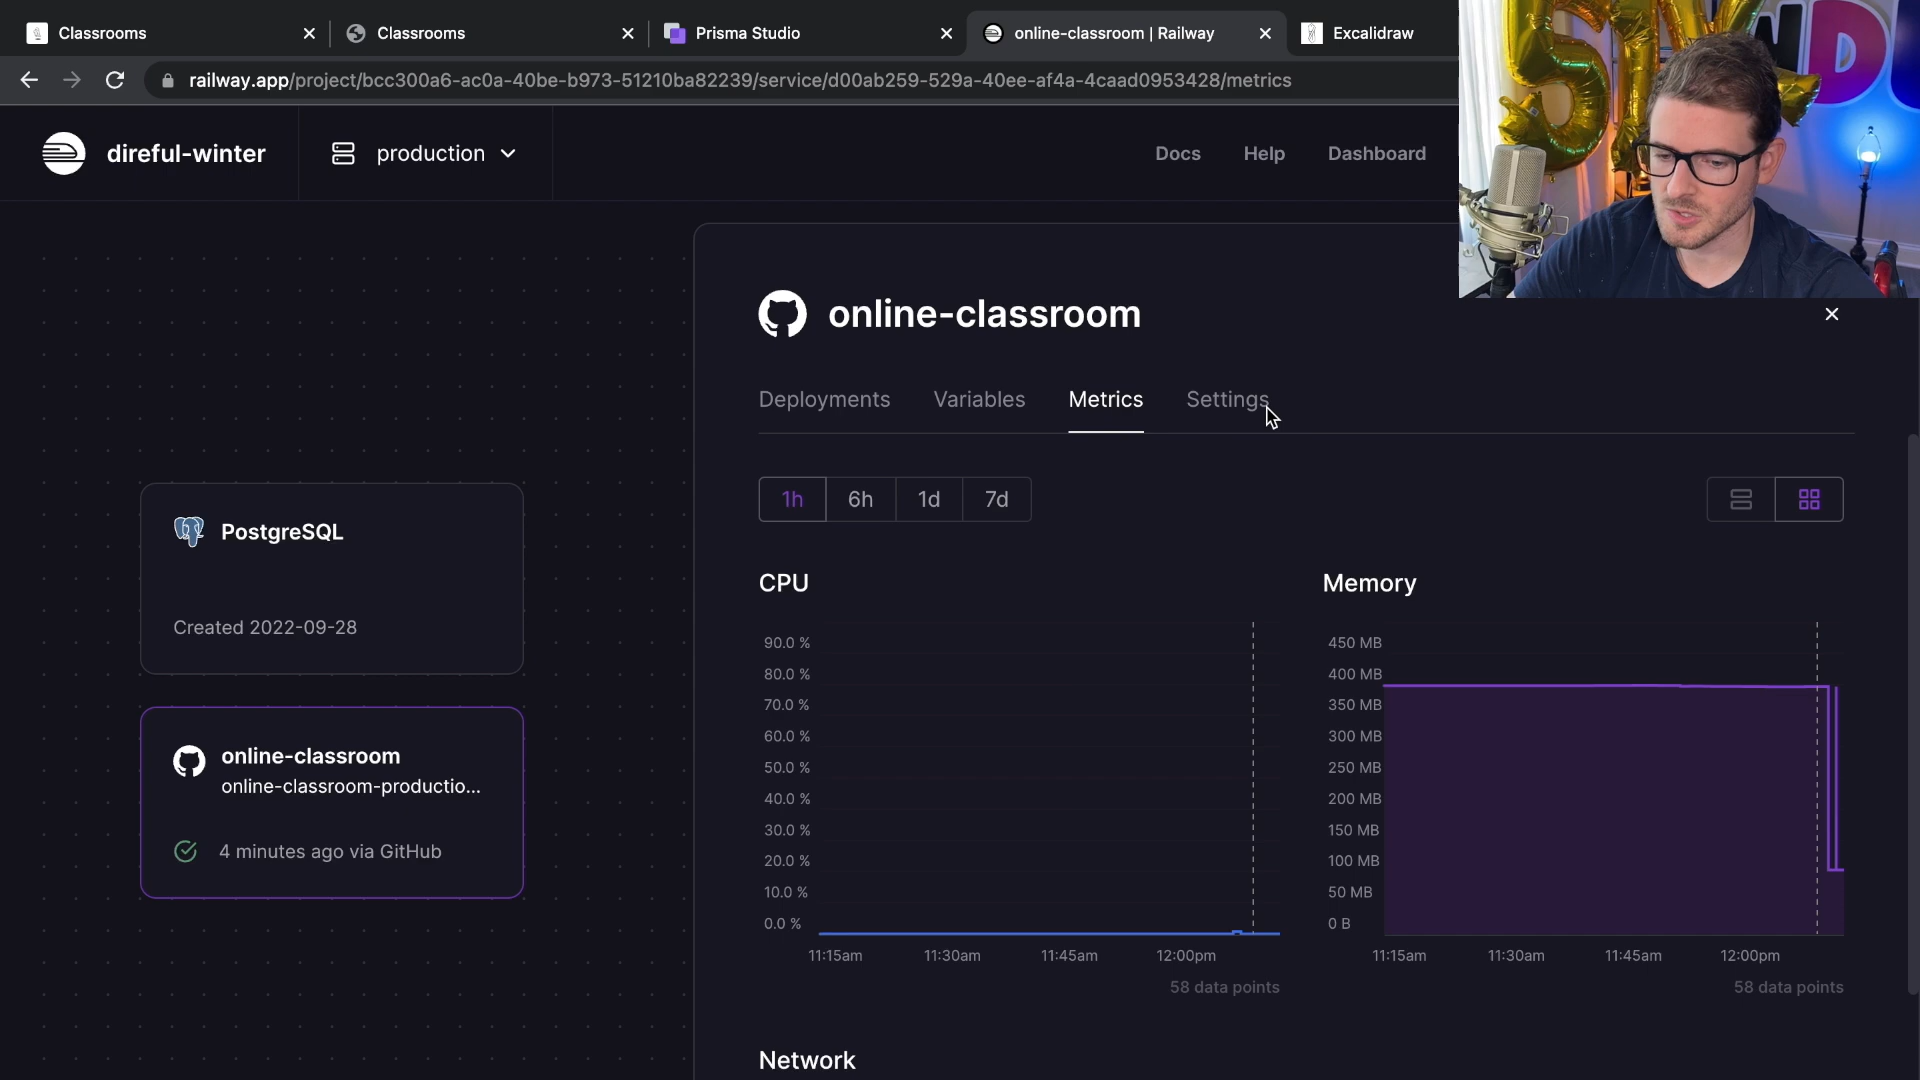 Classrooms
Classrooms
Prisma Studio
online-classroom | Railway
Excalidraw
railway.app/project/bcc300a6-ac0a-40be-b973-51210ba82239/service/d00ab259-529a-40ee-af4a-4caad0953428/metrics
direful-winter
production
Docs
Help
Dashboard
online-classroom
Deployments
Variables
Metrics
Settings
1h
6h
1d
7d
PostgreSQL
Created 2022-09-28
online-classroom
online-classroom-productio...
4 minutes ago via GitHub
CPU
90.0 %
80.0 %
70.0 %
60.0 %
50.0 %
40.0 %
30.0 %
20.0 %
10.0 %
0.0 %
11:15am
11:30am
11:45am
12:00pm
58 data points
Memory
450 MB
400 MB
350 MB
300 MB
250 MB
200 MB
150 MB
100 MB
50 MB
0 B
11:15am
11:30am
11:45am
12:00pm
58 data points
Network